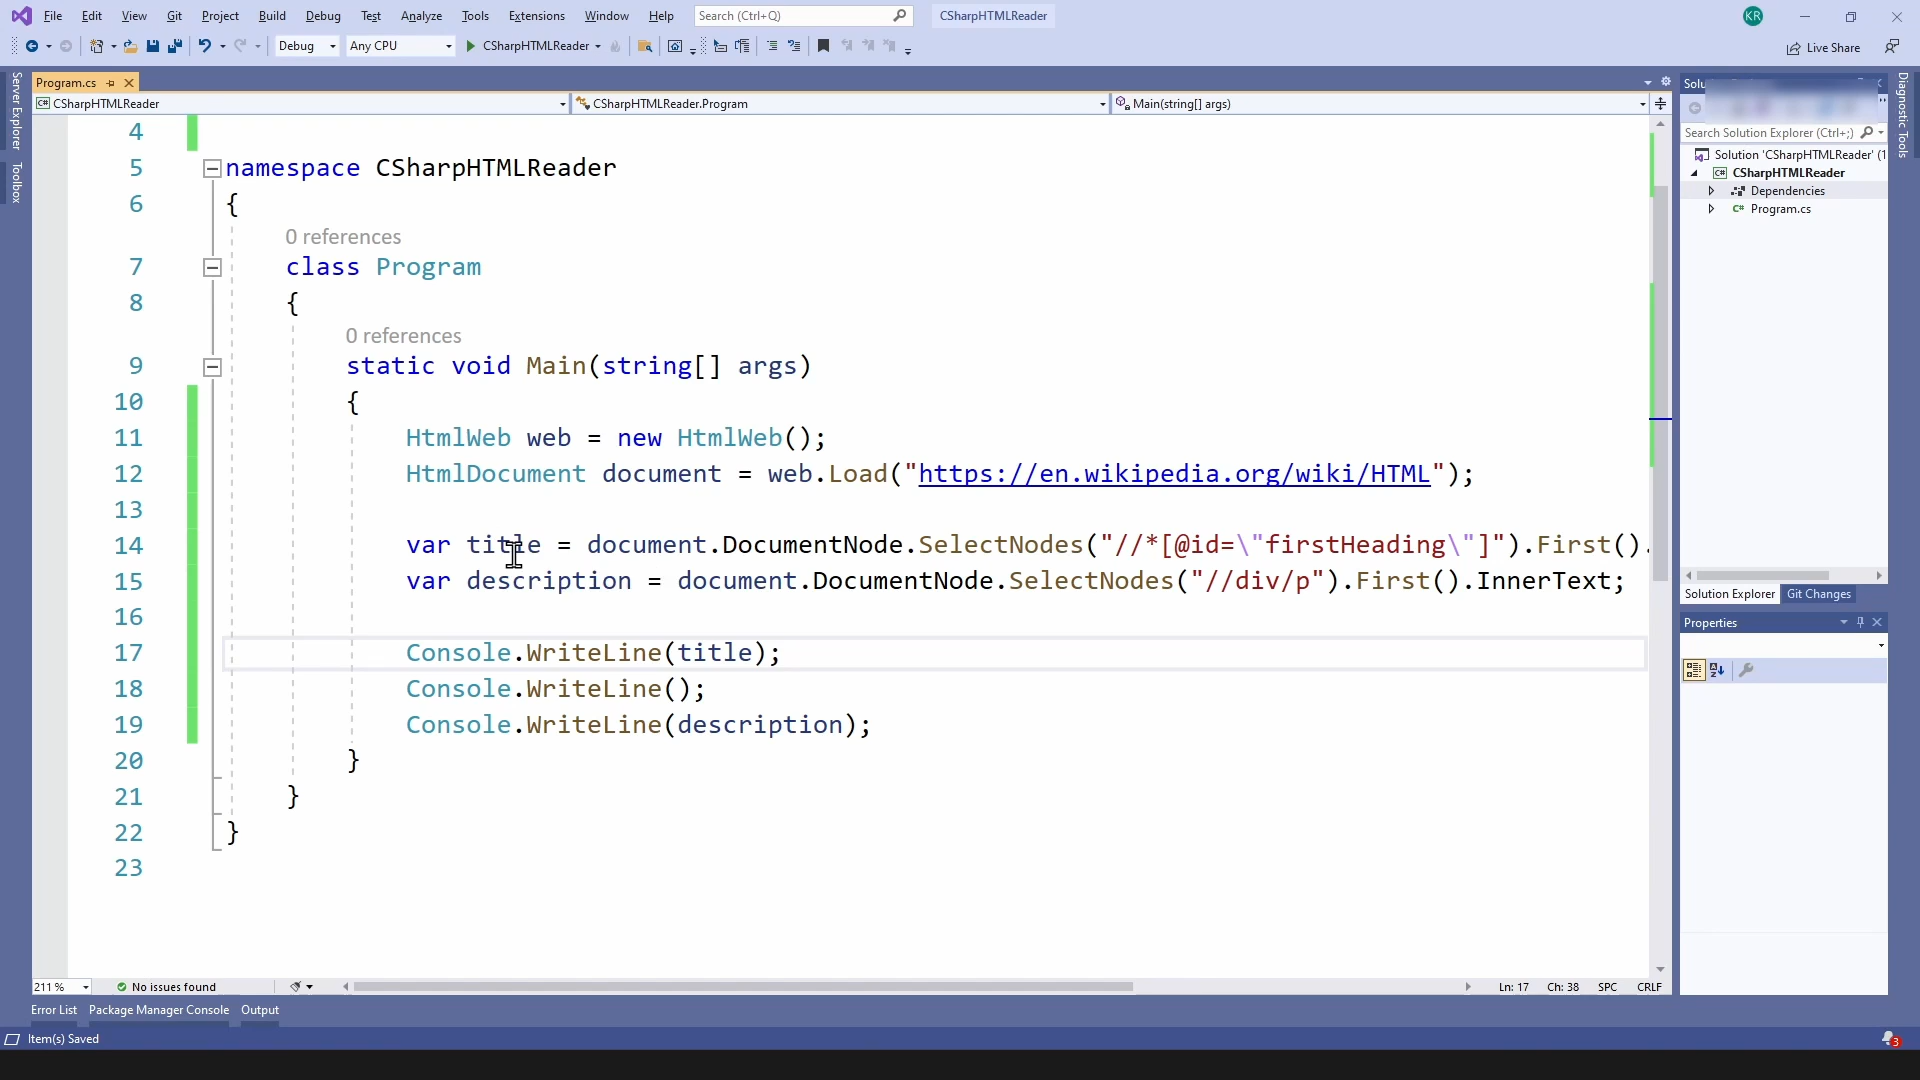 File Edit View Git Project Build Debug Test Analyze Tools Extensions Window Help Search (Ctrl+Q) CSharpHTMLReader KR
Debug Any CPU CSharpHTMLReader Live Share
Server Explorer
Toolbox
Program.cs
CSharpHTMLReader CSharpHTMLReader.Program Main(string[] args)
4
5 namespace CSharpHTMLReader
6 {
0 references
7 class Program
8 {
0 references
9 static void Main(string[] args)
10 {
11 HtmlWeb web = new HtmlWeb();
12 HtmlDocument document = web.Load("https://en.wikipedia.org/wiki/HTML");
13
14 var title = document.DocumentNode.SelectNodes("//*[@id=\"firstHeading\"]").First().
15 var description = document.DocumentNode.SelectNodes("//div/p").First().InnerText;
16
17 Console.WriteLine(title);
18 Console.WriteLine();
19 Console.WriteLine(description);
20 }
21 }
22 }
23
211 % No issues found Ln: 17 Ch: 38 SPC CRLF
Error List Package Manager Console Output
Item(s) Saved 3
Search Solution Explorer (Ctrl+;)
Solution 'CSharpHTMLReader' (1
CSharpHTMLReader
Dependencies
C# Program.cs
Solution Explorer Git Changes
Properties
Diagnostic Tools